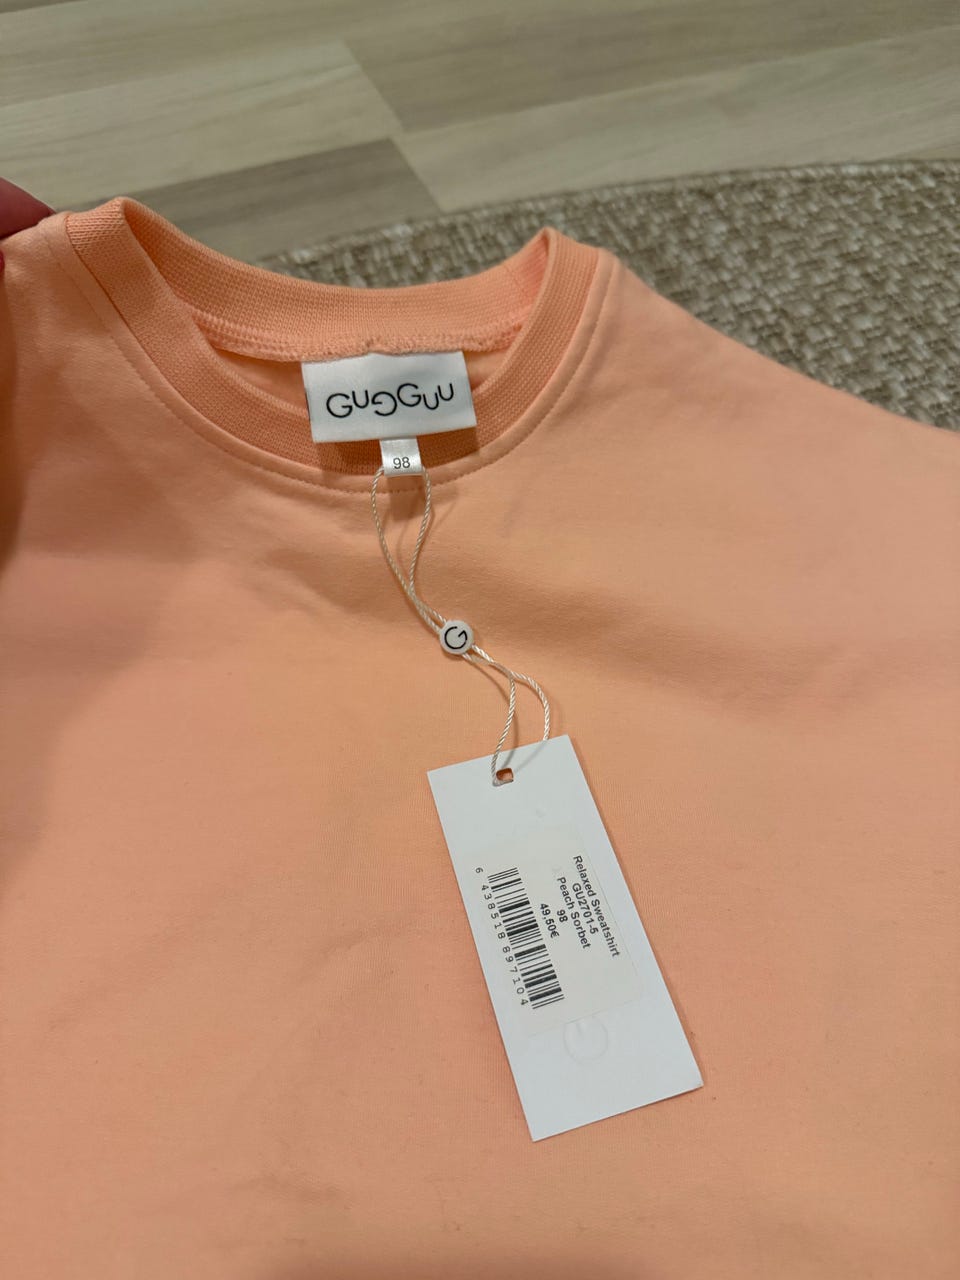 GUGGUU
98
G
Relaxed Sweatshirt
GU2701-5
Peach Sorbet
98
49,50€
6 438518 897104
G